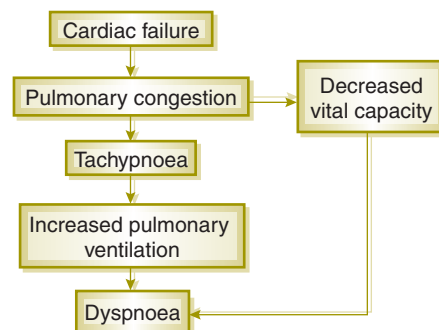 Cardiac failure
Pulmonary congestion
Decreased
vital capacity
Tachypnoea
Increased pulmonary
ventilation
Dyspnoea